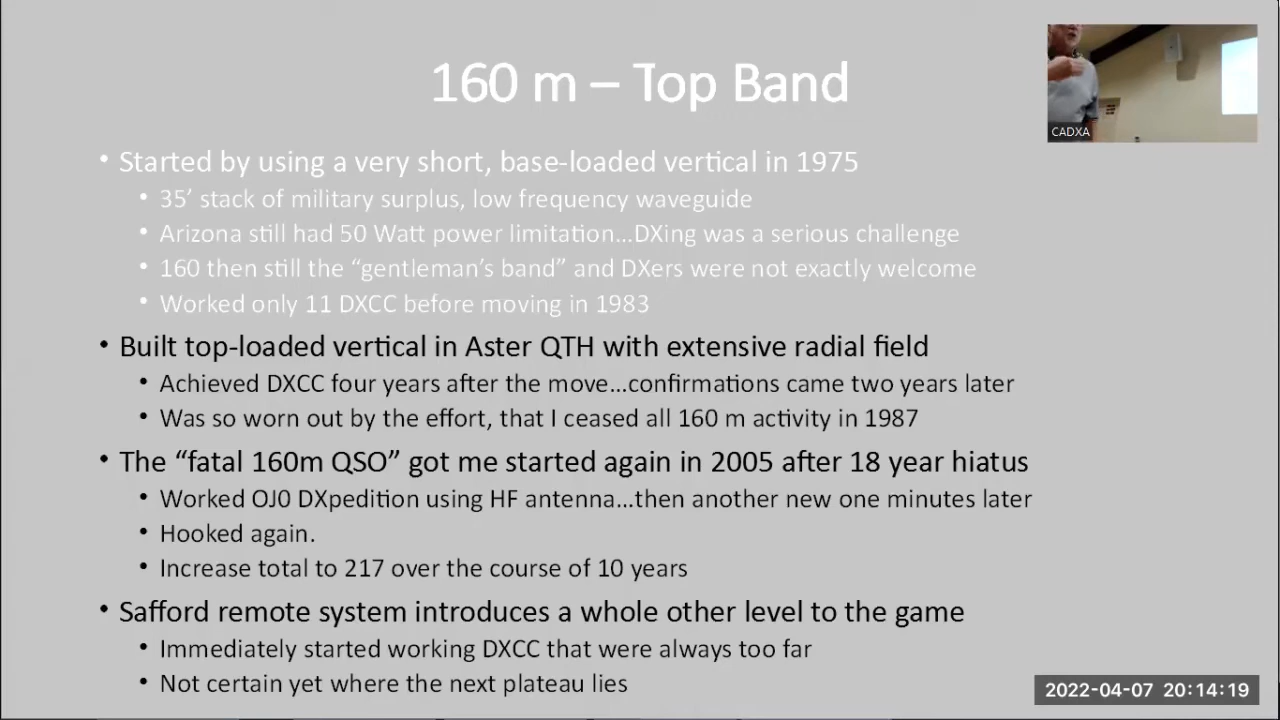 160 m – Top Band
CADXA
• Started by using a very short, base-loaded vertical in 1975
• 35’ stack of military surplus, low frequency waveguide
• Arizona still had 50 Watt power limitation…DXing was a serious challenge
• 160 then still the “gentleman’s band” and DXers were not exactly welcome
• Worked only 11 DXCC before moving in 1983
• Built top-loaded vertical in Aster QTH with extensive radial field
• Achieved DXCC four years after the move…confirmations came two years later
• Was so worn out by the effort, that I ceased all 160 m activity in 1987
• The “fatal 160m QSO” got me started again in 2005 after 18 year hiatus
• Worked OJ0 DXpedition using HF antenna…then another new one minutes later
• Hooked again.
• Increase total to 217 over the course of 10 years
• Safford remote system introduces a whole other level to the game
• Immediately started working DXCC that were always too far
• Not certain yet where the next plateau lies
2022-04-07 20:14:19